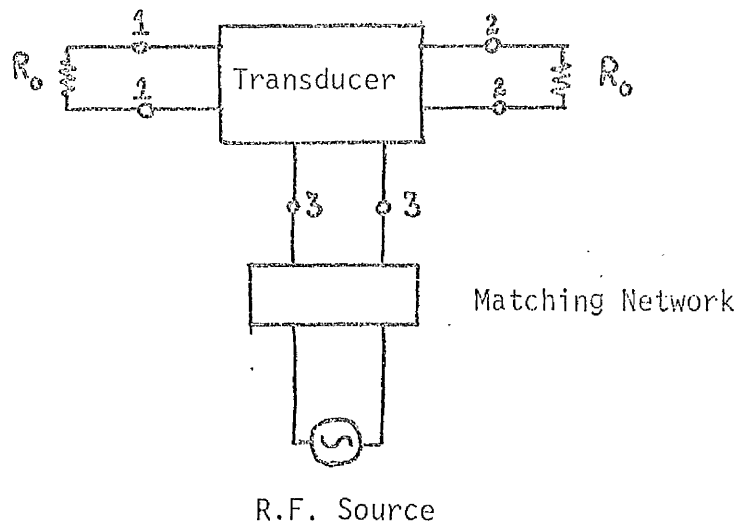 1 2
R₀ Transducer R₀
1 2
3 3
Matching Network
R.F. Source